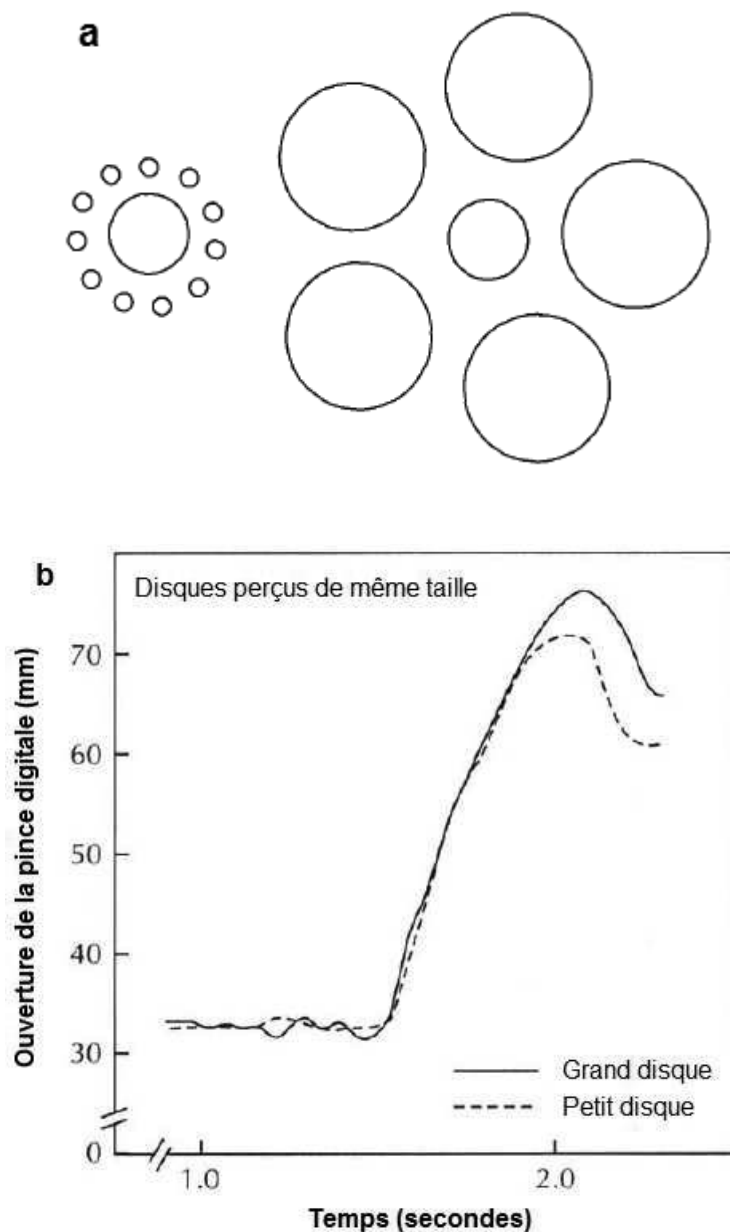 a
b
Disques perçus de même taille
Ouverture de la pince digitale (mm)
70
60
50
40
30
0
Grand disque
Petit disque
1.0
2.0
Temps (secondes)